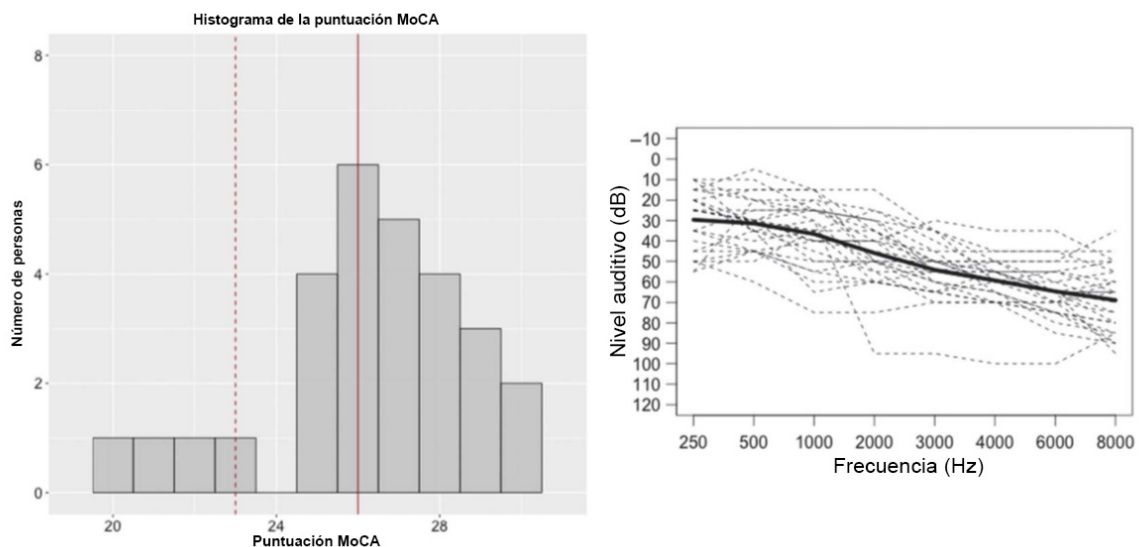 Histograma de la puntuación MoCA
Número de personas
8
6
4
2
0
20 24 28
Puntuación MoCA
Nivel auditivo (dB)
–10
0
10
20
30
40
50
60
70
80
90
100
110
120
250 500 1000 2000 3000 4000 6000 8000
Frecuencia (Hz)